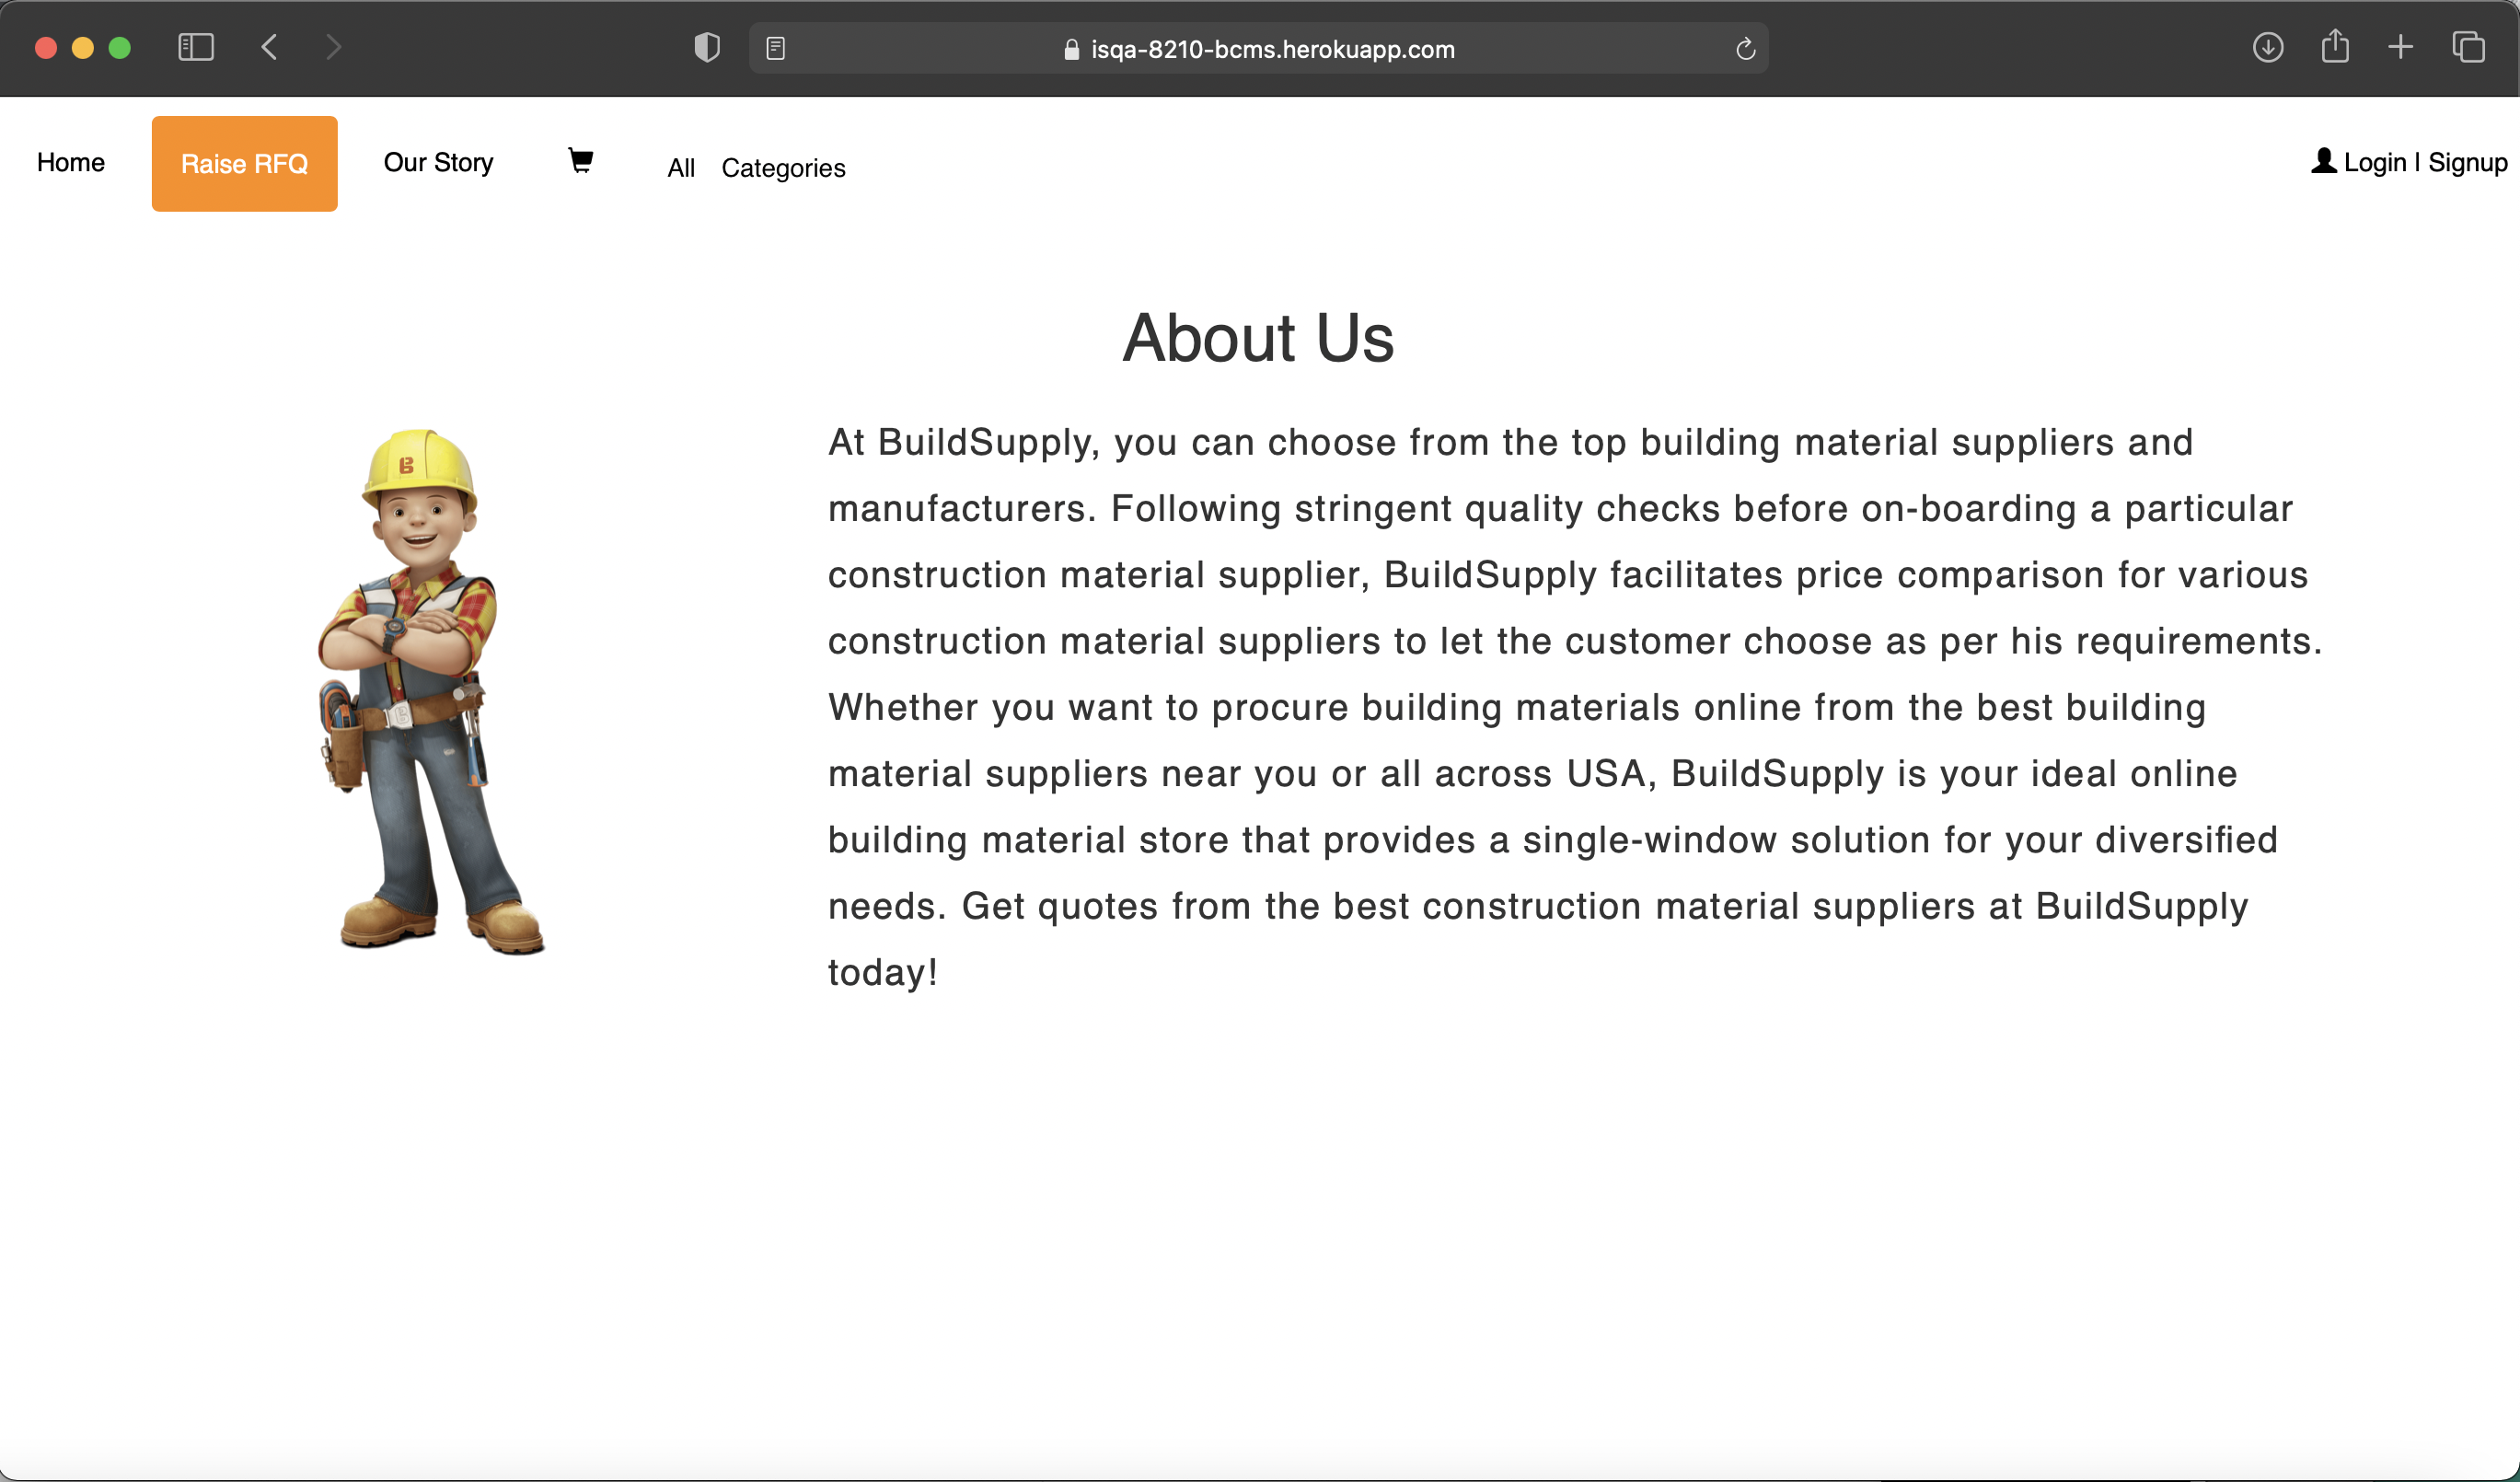 isqa-8210-bcms.herokuapp.com
Home Raise RFQ Our Story All Categories Login | Signup
About Us
At BuildSupply, you can choose from the top building material suppliers and
manufacturers. Following stringent quality checks before on-boarding a particular
construction material supplier, BuildSupply facilitates price comparison for various
construction material suppliers to let the customer choose as per his requirements.
Whether you want to procure building materials online from the best building
material suppliers near you or all across USA, BuildSupply is your ideal online
building material store that provides a single-window solution for your diversified
needs. Get quotes from the best construction material suppliers at BuildSupply
today!
B